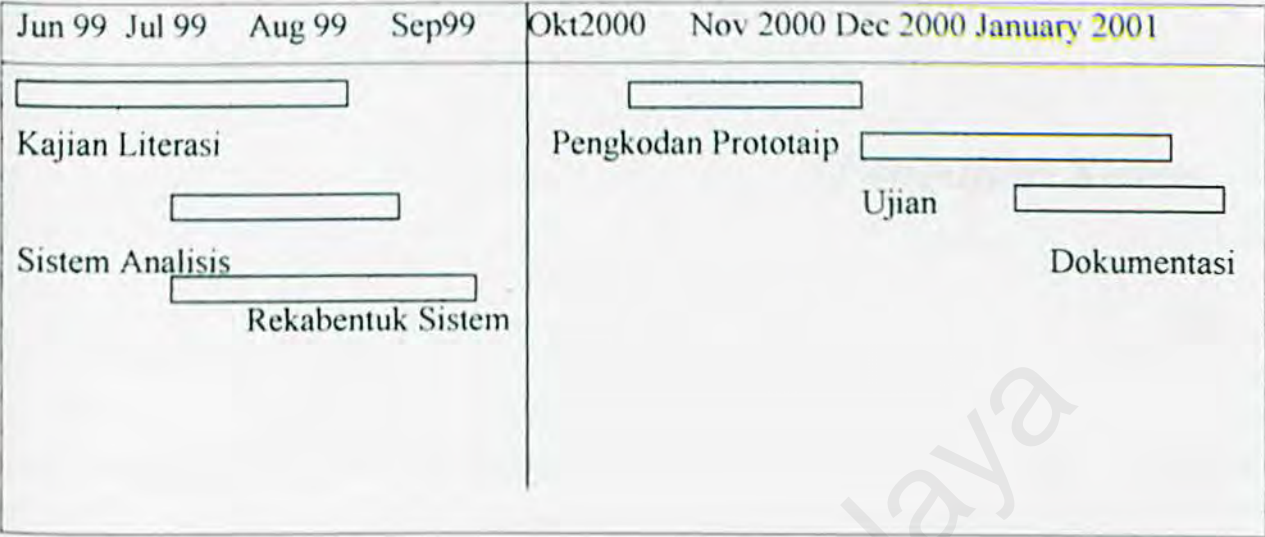 Jun 99 Jul 99 Aug 99 Sep99 Okt2000 Nov 2000 Dec 2000 January 2001
Kajian Literasi
Pengkodan Prototaip
Ujian
Sistem Analisis
Dokumentasi
Rekabentuk Sistem
laya